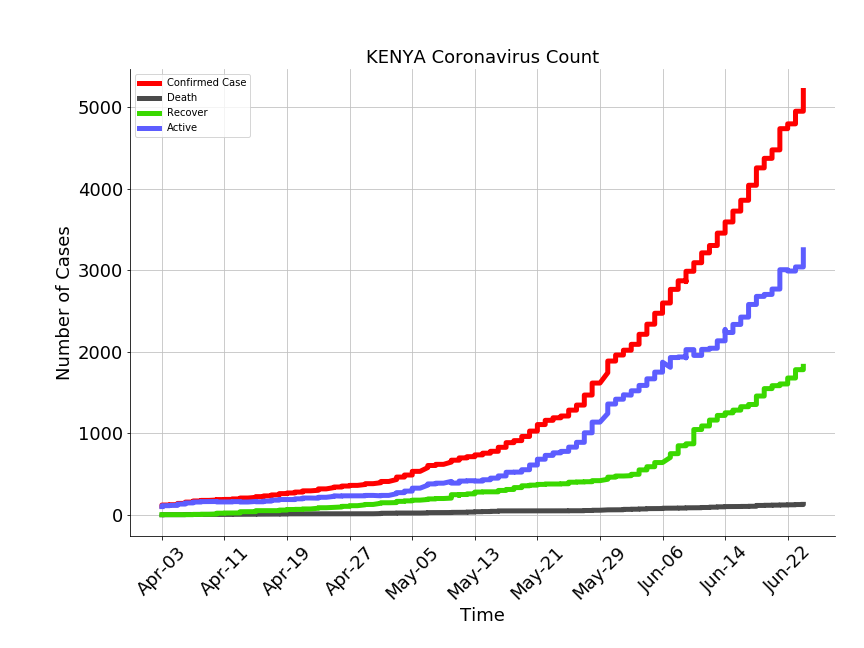 KENYA Coronavirus Count
Confirmed Case
Death
Recover
Active
5000
4000
3000
2000
1000
0
Number of Cases
Apr-03
Apr-11
Apr-19
Apr-27
May-05
May-13
May-21
May-29
Jun-06
Jun-14
Jun-22
Time